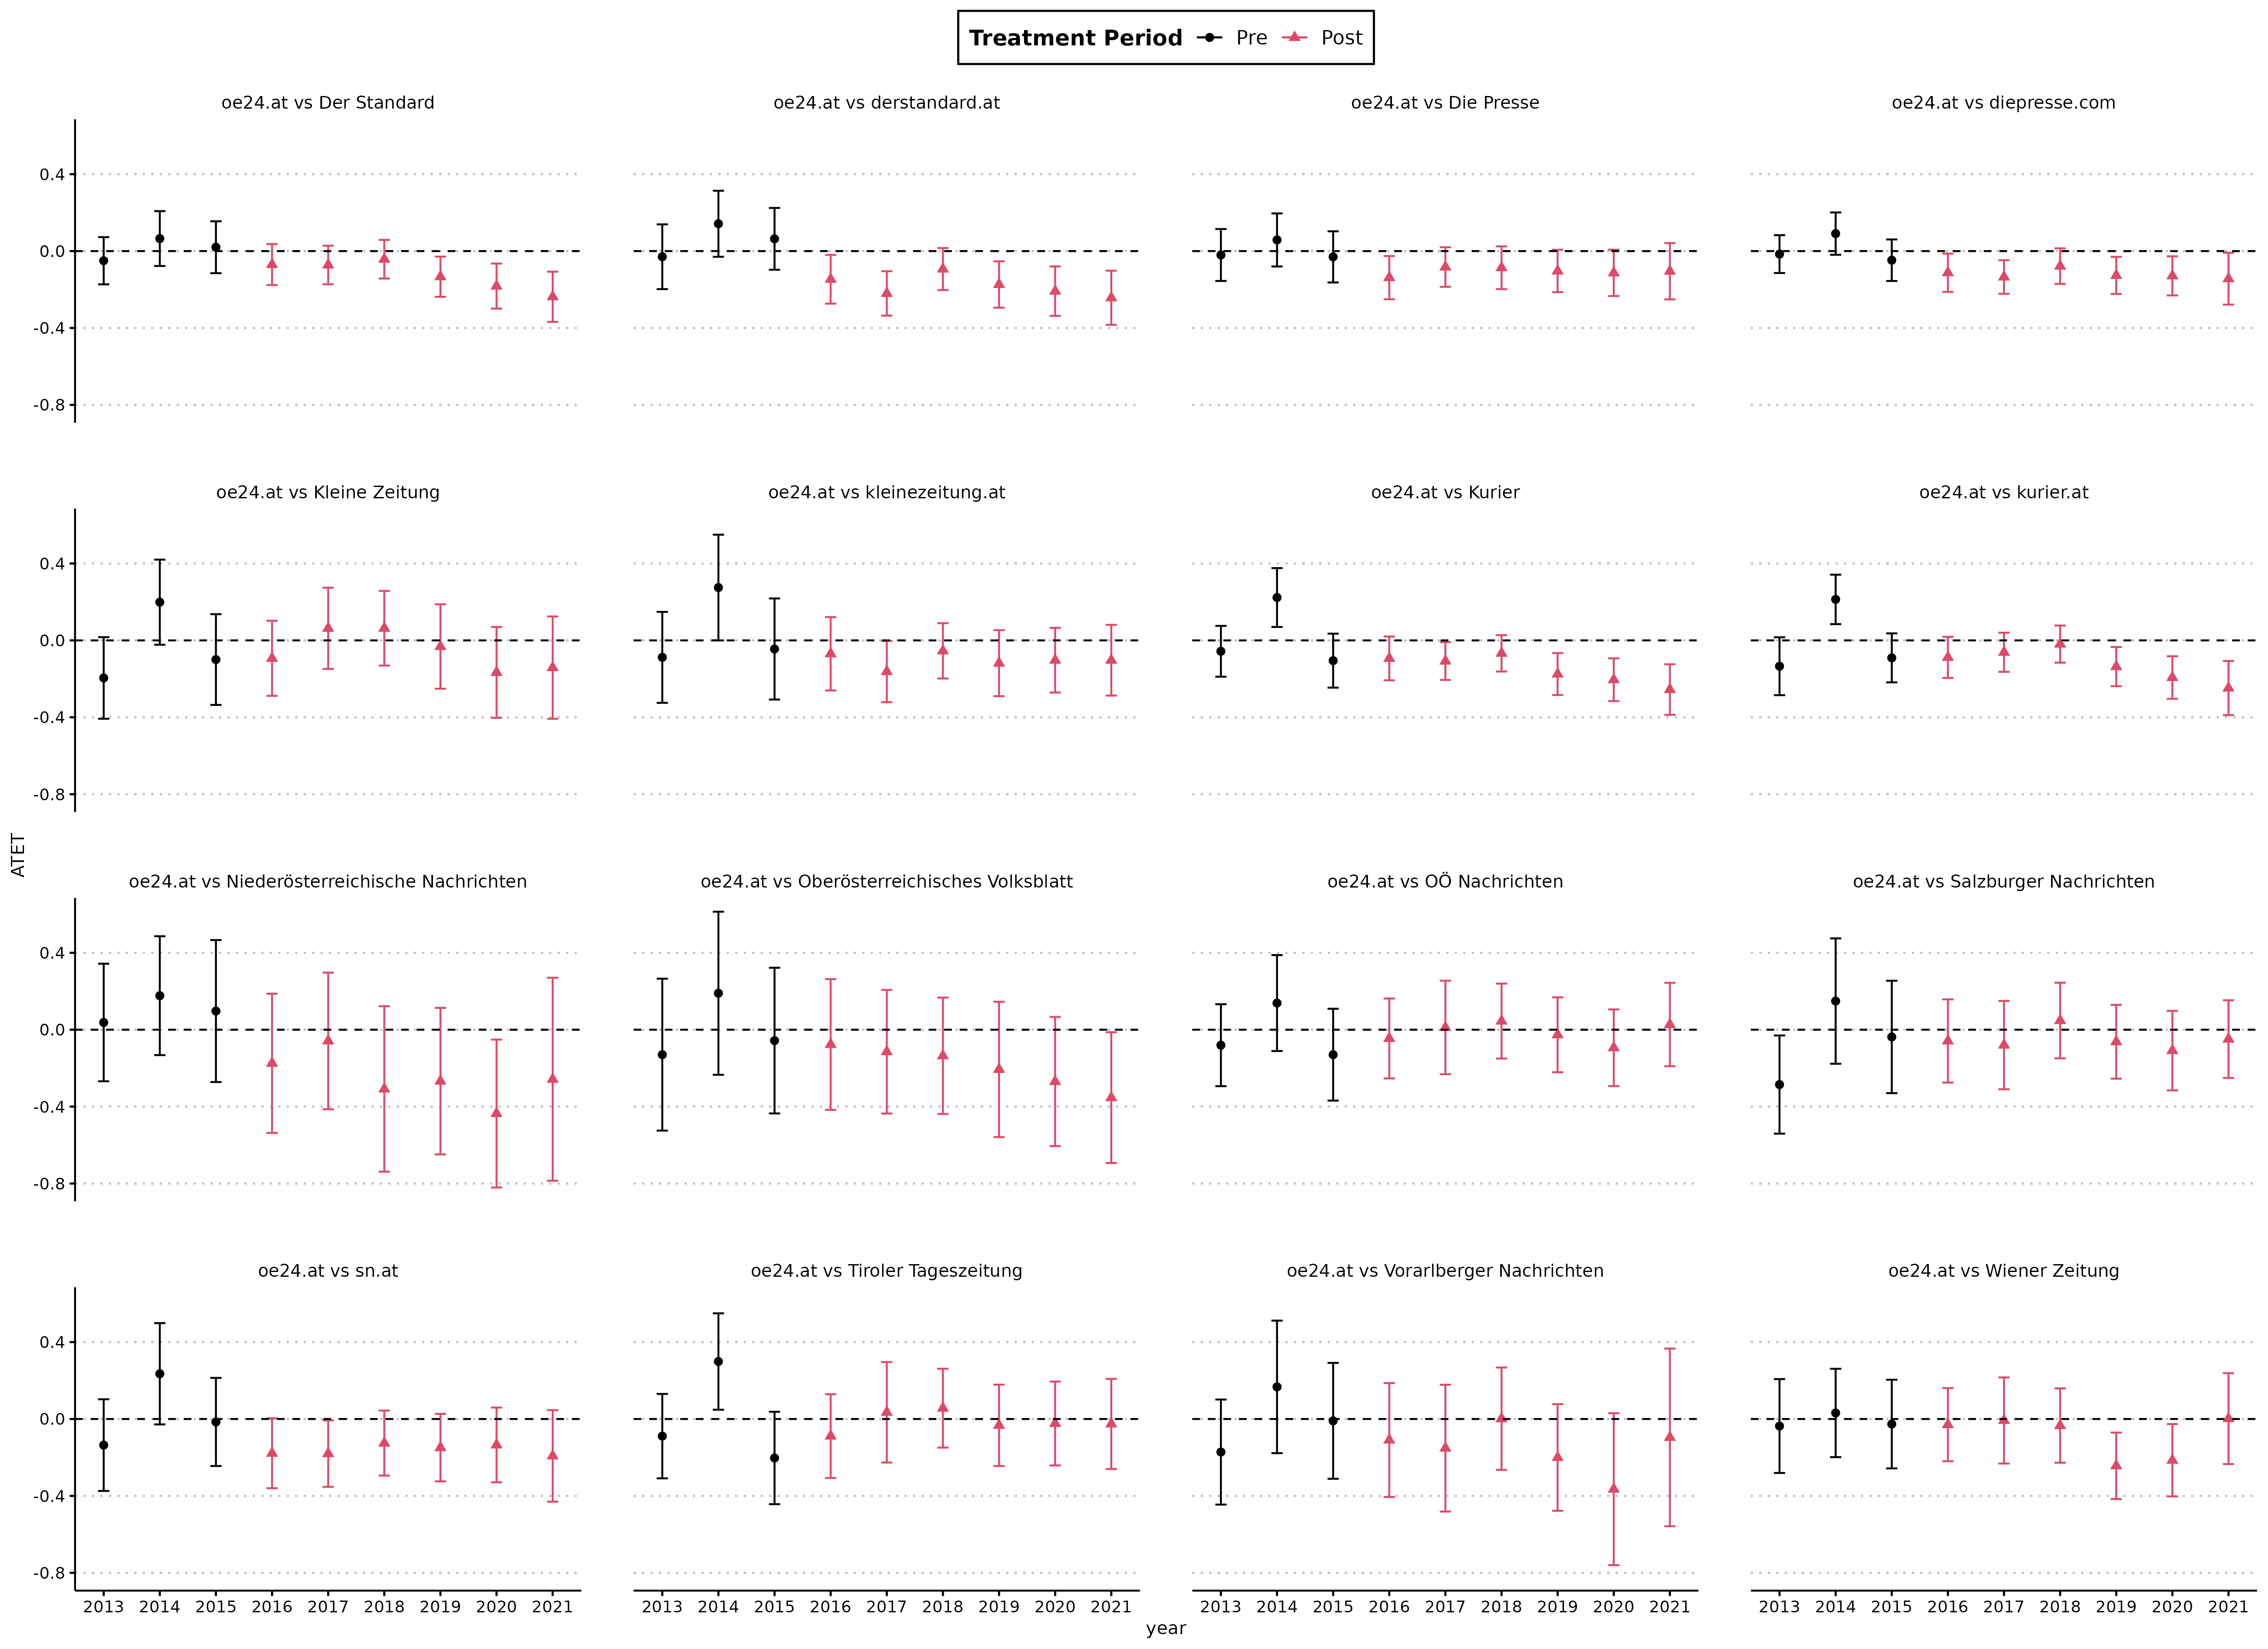 Treatment Period Pre Post
oe24.at vs Der Standard
oe24.at vs derstandard.at
oe24.at vs Die Presse
oe24.at vs diepresse.com
0.4
0.0
-0.4
-0.8
oe24.at vs Kleine Zeitung
oe24.at vs kleinezeitung.at
oe24.at vs Kurier
oe24.at vs kurier.at
0.4
0.0
-0.4
-0.8
ATET
oe24.at vs Niederösterreichische Nachrichten
oe24.at vs Oberösterreichisches Volksblatt
oe24.at vs OÖ Nachrichten
oe24.at vs Salzburger Nachrichten
0.4
0.0
-0.4
-0.8
oe24.at vs sn.at
oe24.at vs Tiroler Tageszeitung
oe24.at vs Vorarlberger Nachrichten
oe24.at vs Wiener Zeitung
0.4
0.0
-0.4
-0.8
2013 2014 2015 2016 2017 2018 2019 2020 2021
2013 2014 2015 2016 2017 2018 2019 2020 2021
2013 2014 2015 2016 2017 2018 2019 2020 2021
2013 2014 2015 2016 2017 2018 2019 2020 2021
year